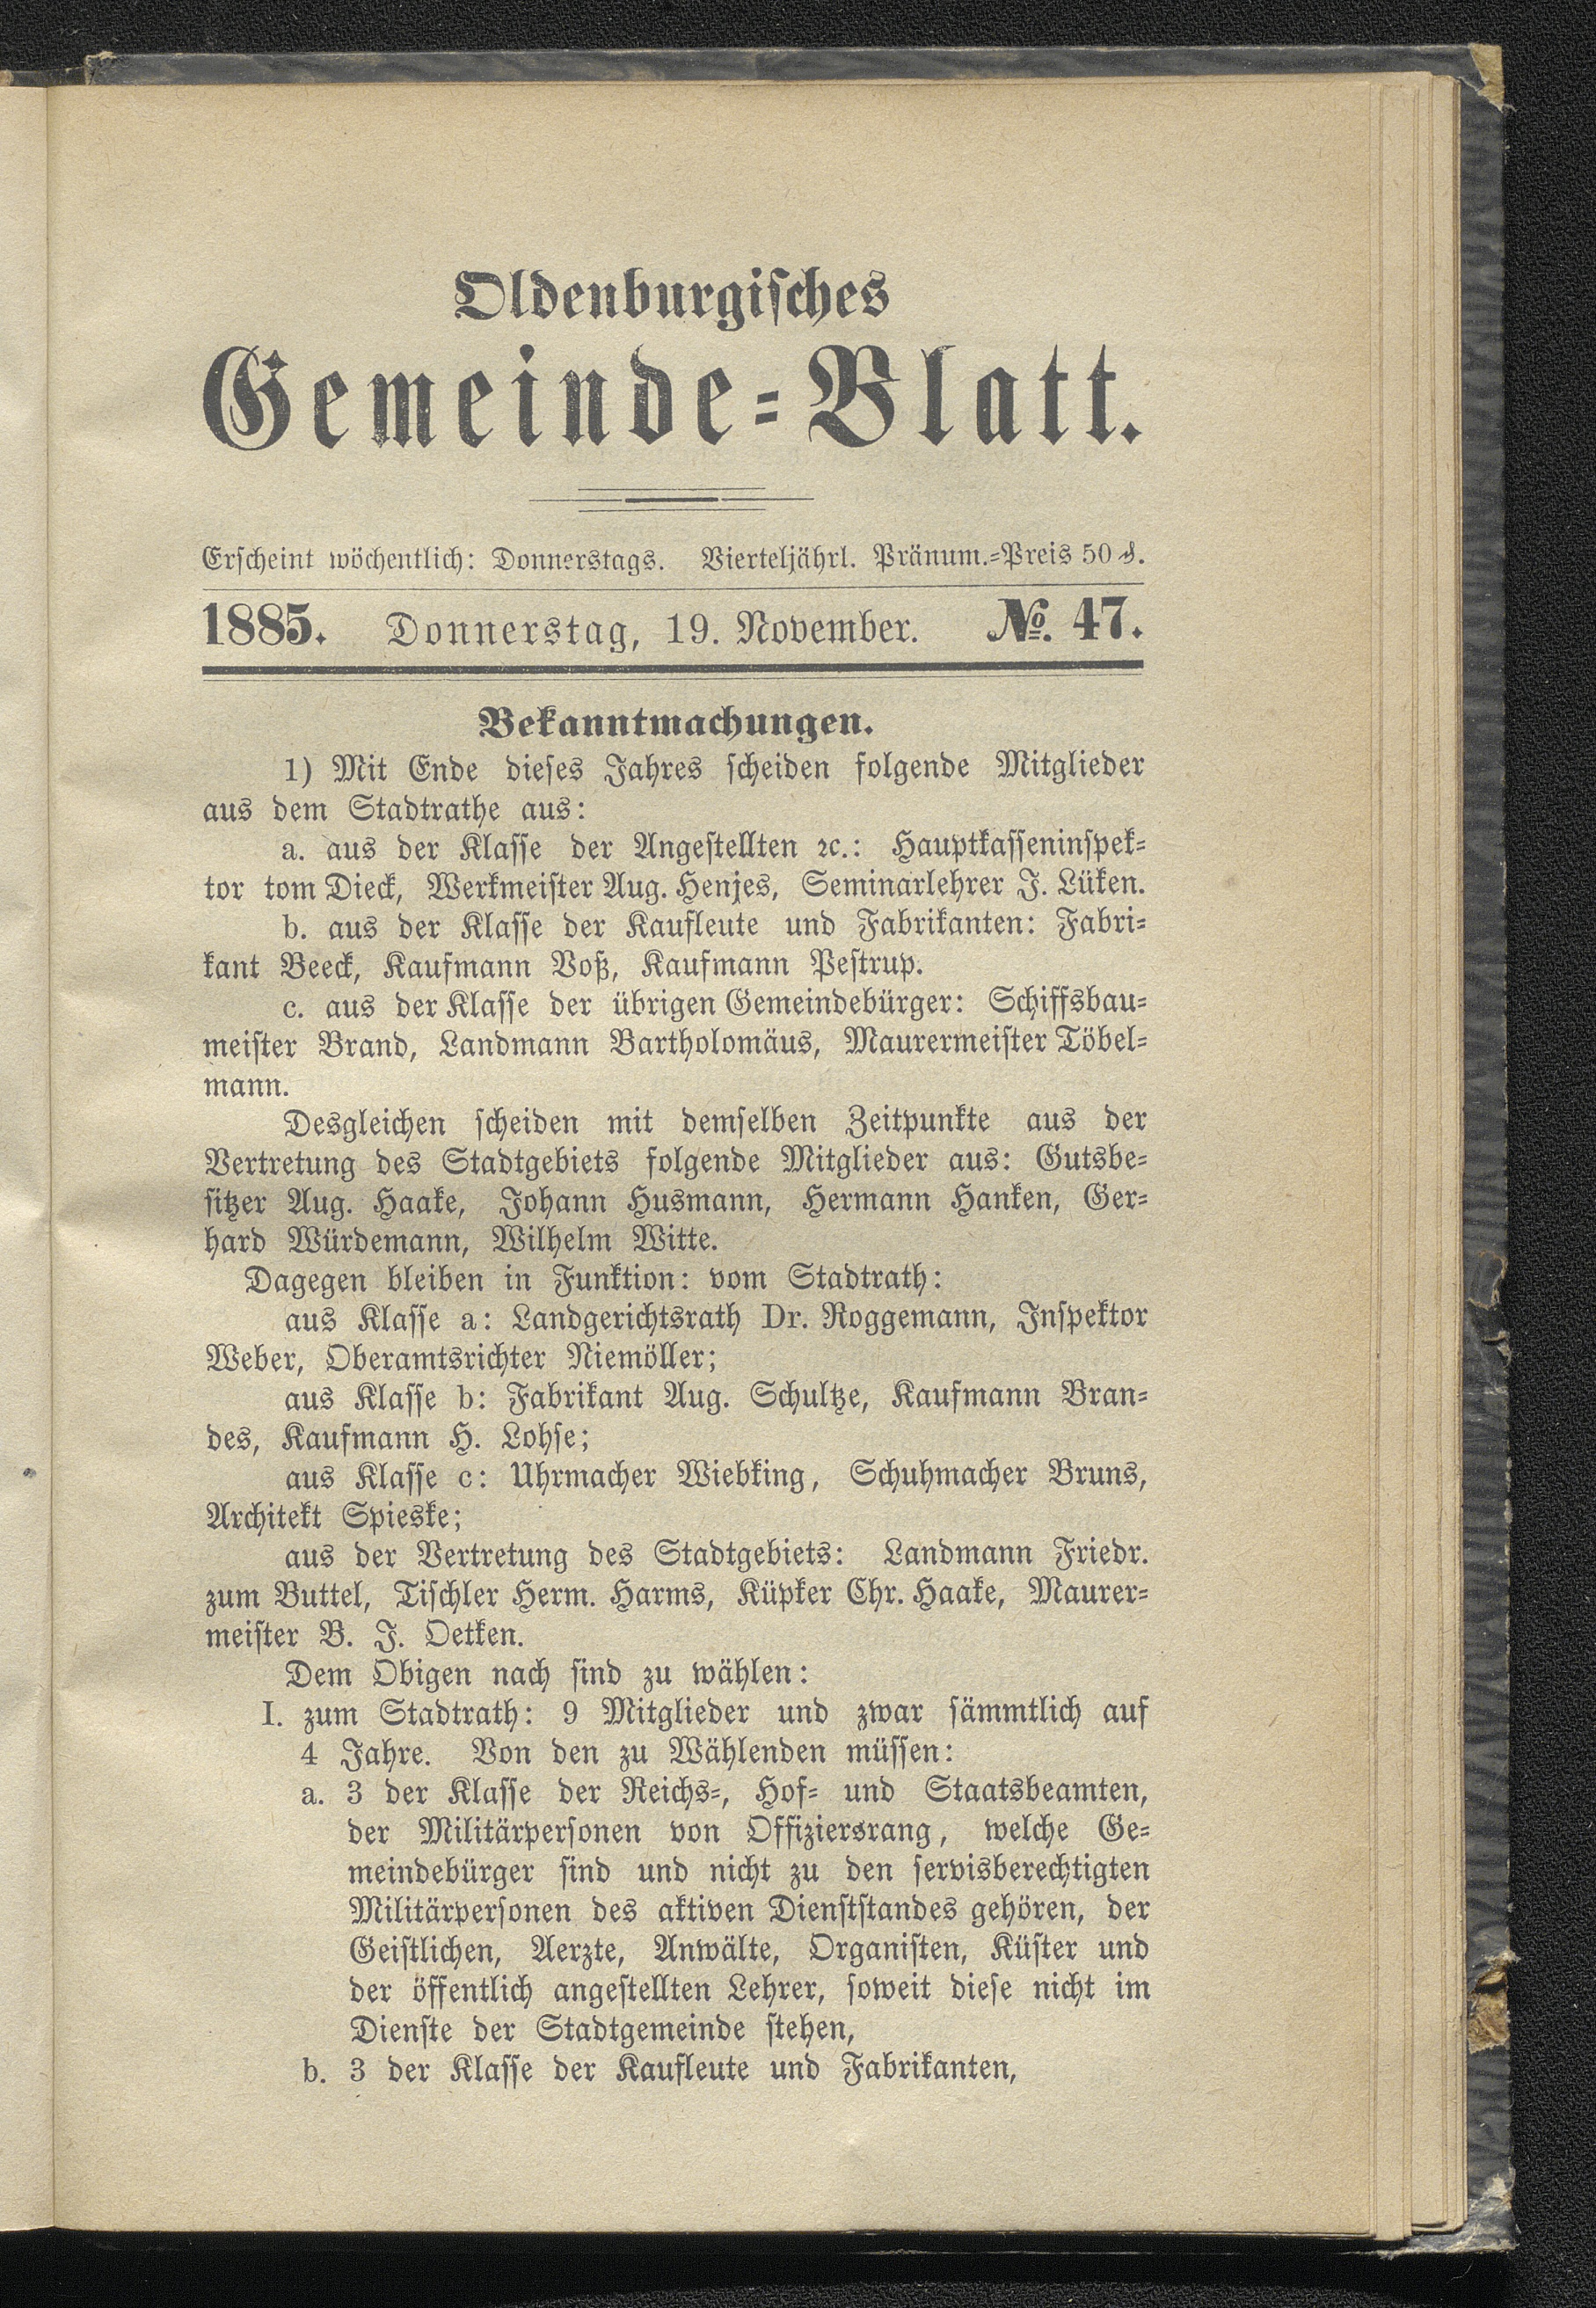 Oldenburgisches
Gemeinde-Blatt.
Erscheint wöchentlich: Donnerstags. Vierteljährl. Pränum.-Preis 50 ₰.
1885. Donnerstag, 19. November. №. 47.
Bekanntmachungen.
1) Mit Ende dieses Jahres scheiden folgende Mitglieder
aus dem Stadtrathe aus:
a. aus der Klasse der Angestellten ꝛc.: Hauptkasseninspek-
tor tom Dieck, Werkmeister Aug. Henjes, Seminarlehrer J. Lüken.
b. aus der Klasse der Kaufleute und Fabrikanten: Fabri-
kant Beeck, Kaufmann Voß, Kaufmann Pestrup.
c. aus der Klasse der übrigen Gemeindebürger: Schiffsbau-
meister Brand, Landmann Bartholomäus, Maurermeister Töbel-
mann.
Desgleichen scheiden mit demselben Zeitpunkte aus der
Vertretung des Stadtgebiets folgende Mitglieder aus: Gutsbe-
sitzer Aug. Haake, Johann Husmann, Hermann Hanken, Ger-
hard Würdemann, Wilhelm Witte.
Dagegen bleiben in Funktion: vom Stadtrath:
aus Klasse a: Landgerichtsrath Dr. Roggemann, Inspektor
Weber, Oberamtsrichter Niemöller;
aus Klasse b: Fabrikant Aug. Schultze, Kaufmann Bran-
des, Kaufmann H. Lohse;
aus Klasse c: Uhrmacher Wiebking, Schuhmacher Bruns,
Architekt Spieske;
aus der Vertretung des Stadtgebiets: Landmann Friedr.
zum Buttel, Tischler Herm. Harms, Küpker Chr. Haake, Maurer-
meister B. J. Oetken.
Dem Obigen nach sind zu wählen:
I. zum Stadtrath: 9 Mitglieder und zwar sämmtlich auf
4 Jahre. Von den zu Wählenden müssen:
a. 3 der Klasse der Reichs-, Hof- und Staatsbeamten,
der Militärpersonen von Offiziersrang, welche Ge-
meindebürger sind und nicht zu den servisberechtigten
Militärpersonen des aktiven Dienststandes gehören, der
Geistlichen, Aerzte, Anwälte, Organisten, Küster und
der öffentlich angestellten Lehrer, soweit diese nicht im
Dienste der Stadtgemeinde stehen,
b. 3 der Klasse der Kaufleute und Fabrikanten,